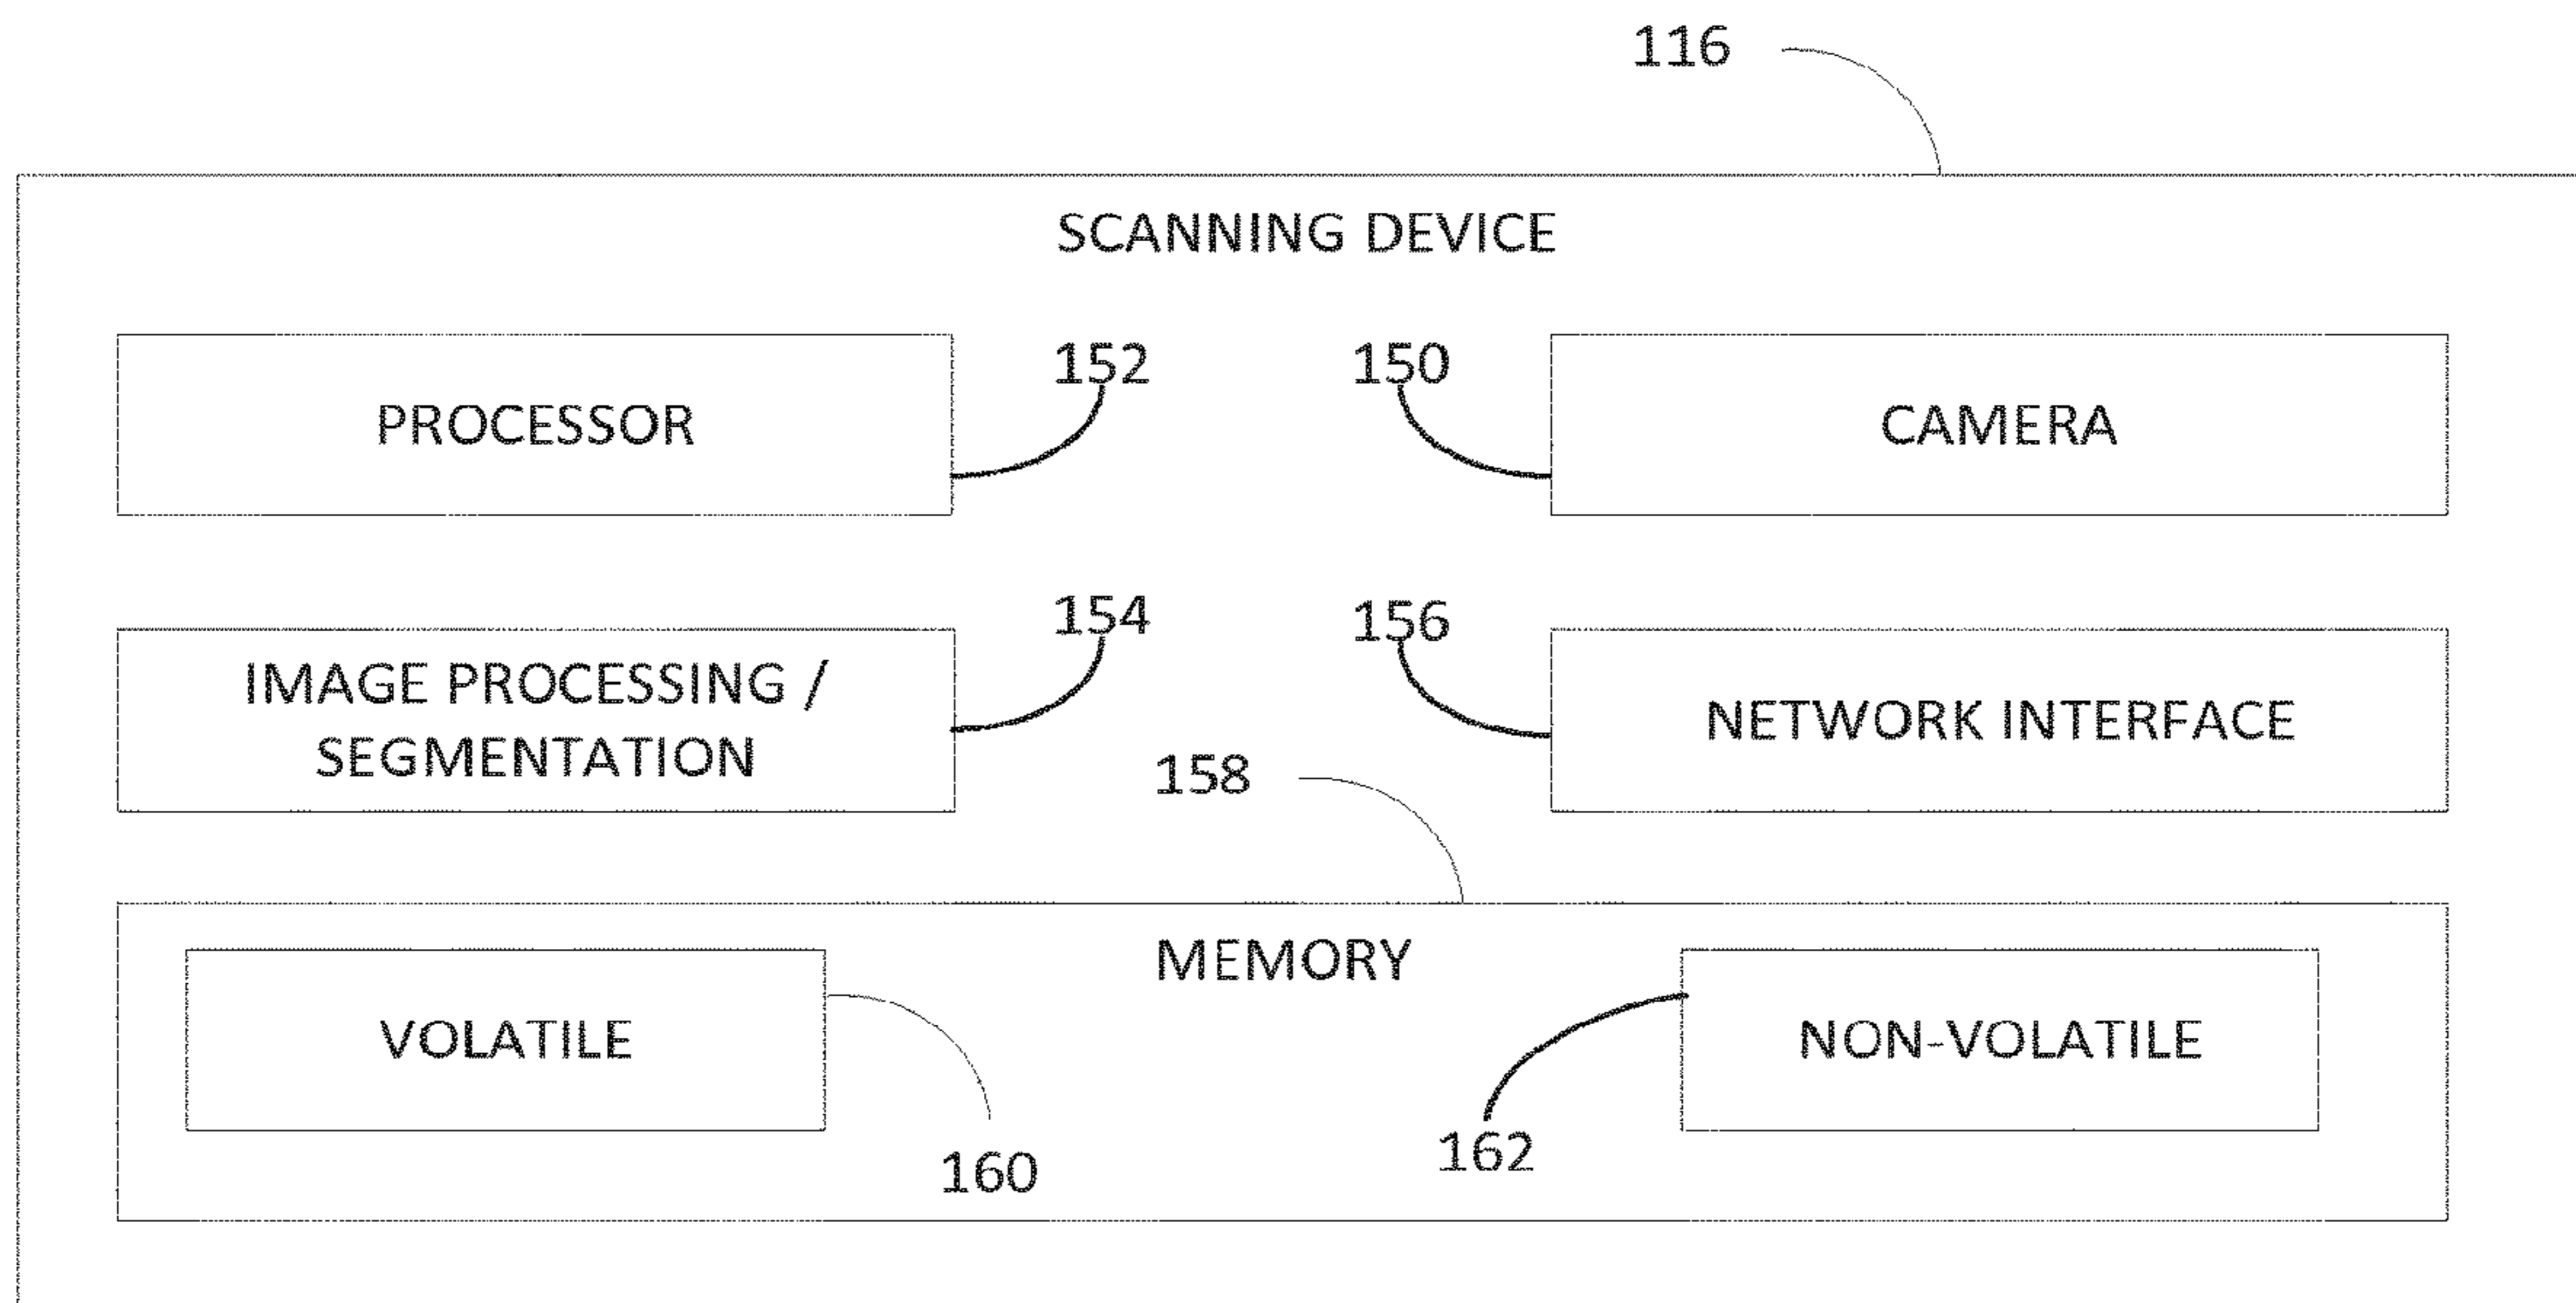 116
SCANNING DEVICE
PROCESSOR
152
150
CAMERA
IMAGE PROCESSING /
SEGMENTATION
154
156
NETWORK INTERFACE
158
MEMORY
VOLATILE
160
162
NON-VOLATILE